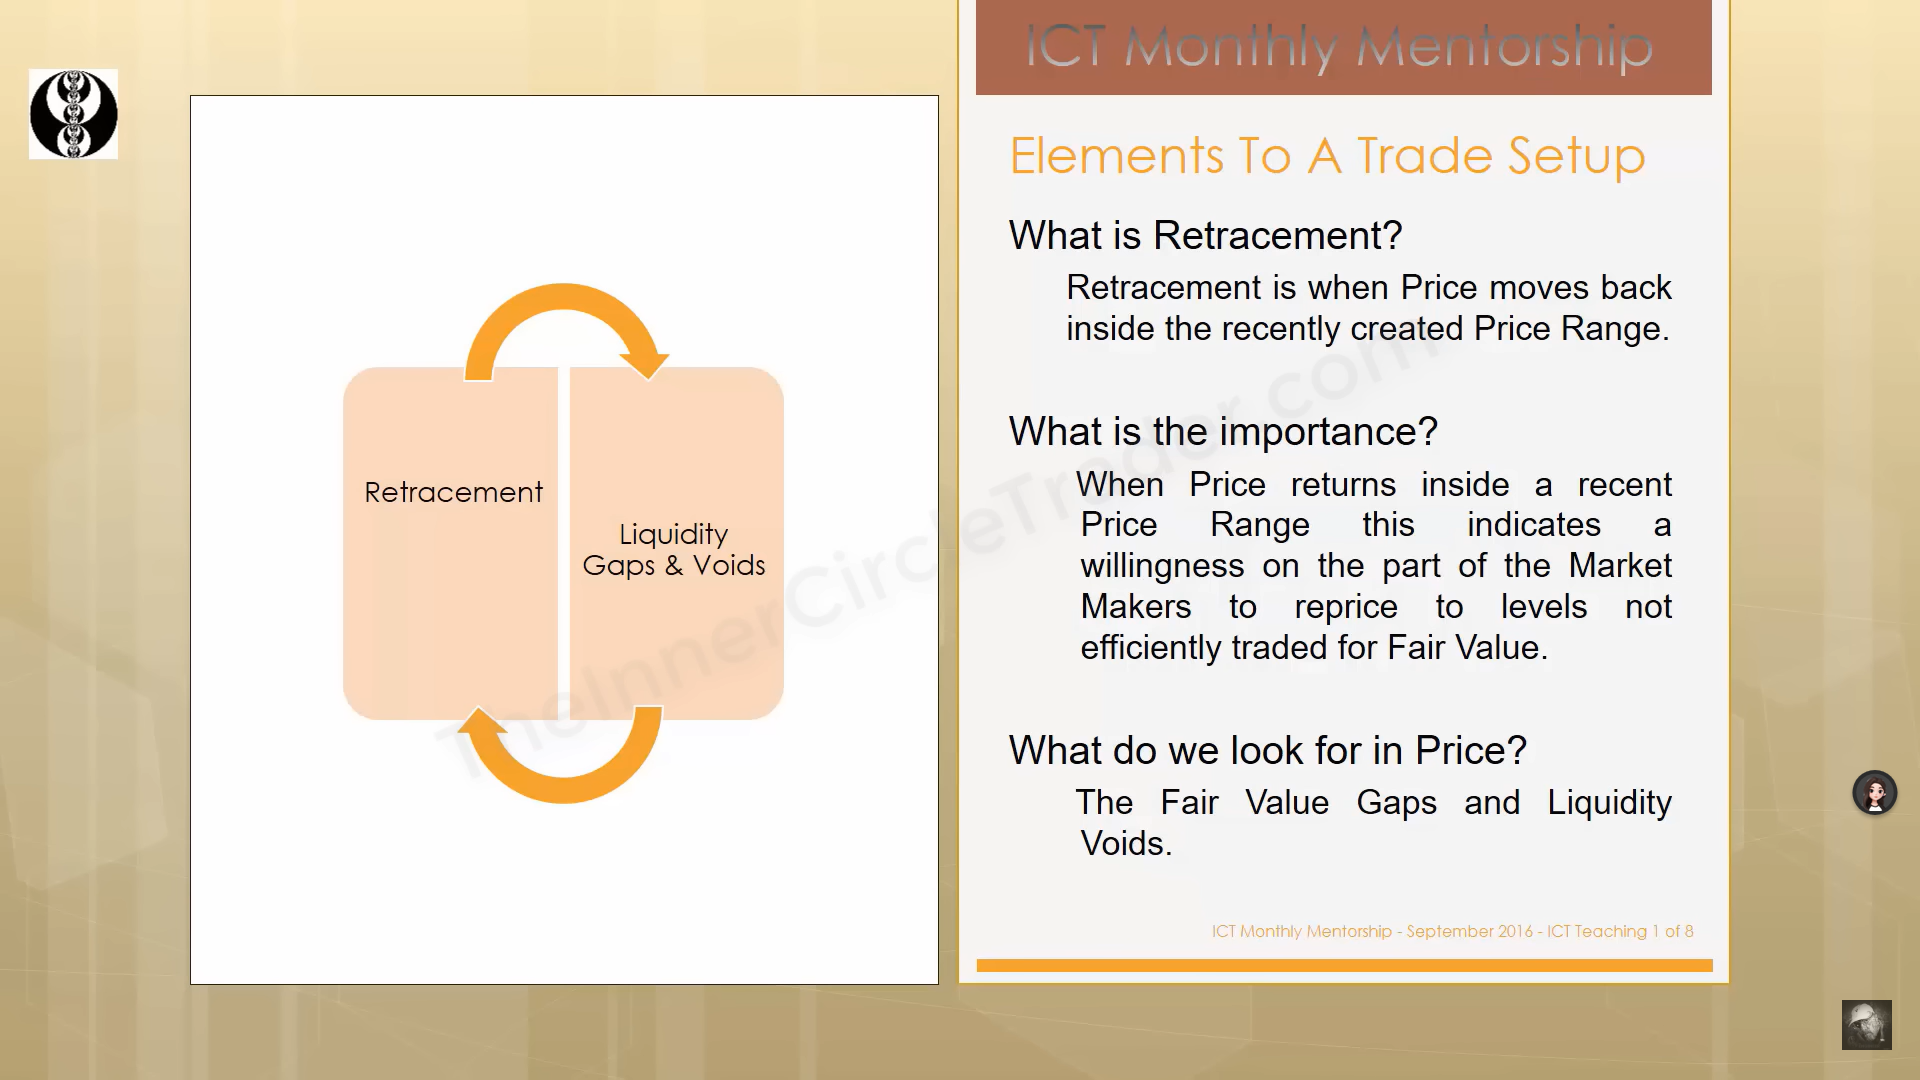 ICT Monthly Mentorship
Elements To A Trade Setup
What is Retracement?
Retracement is when Price moves back
inside the recently created Price Range.
What is the importance?
When Price returns inside a recent
Price Range this indicates a
willingness on the part of the Market
Makers to reprice to levels not
efficiently traded for Fair Value.
What do we look for in Price?
The Fair Value Gaps and Liquidity
Voids.
ICT Monthly Mentorship - September 2016 - ICT Teaching 1 of 8
Retracement
Liquidity
Gaps & Voids
TheInnerCircleTrader.com